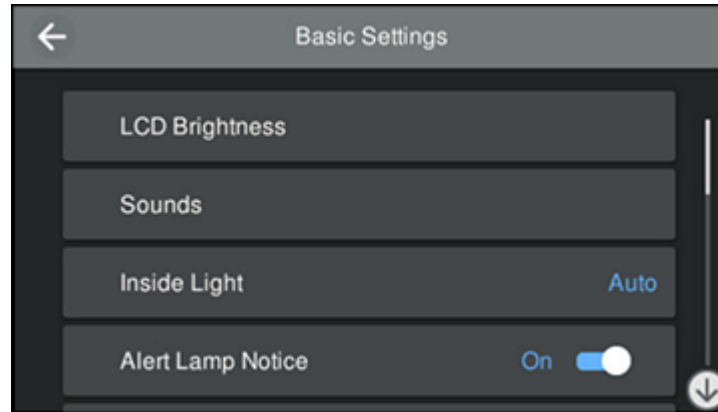 Basic Settings
LCD Brightness
Sounds
Inside Light Auto
Alert Lamp Notice On